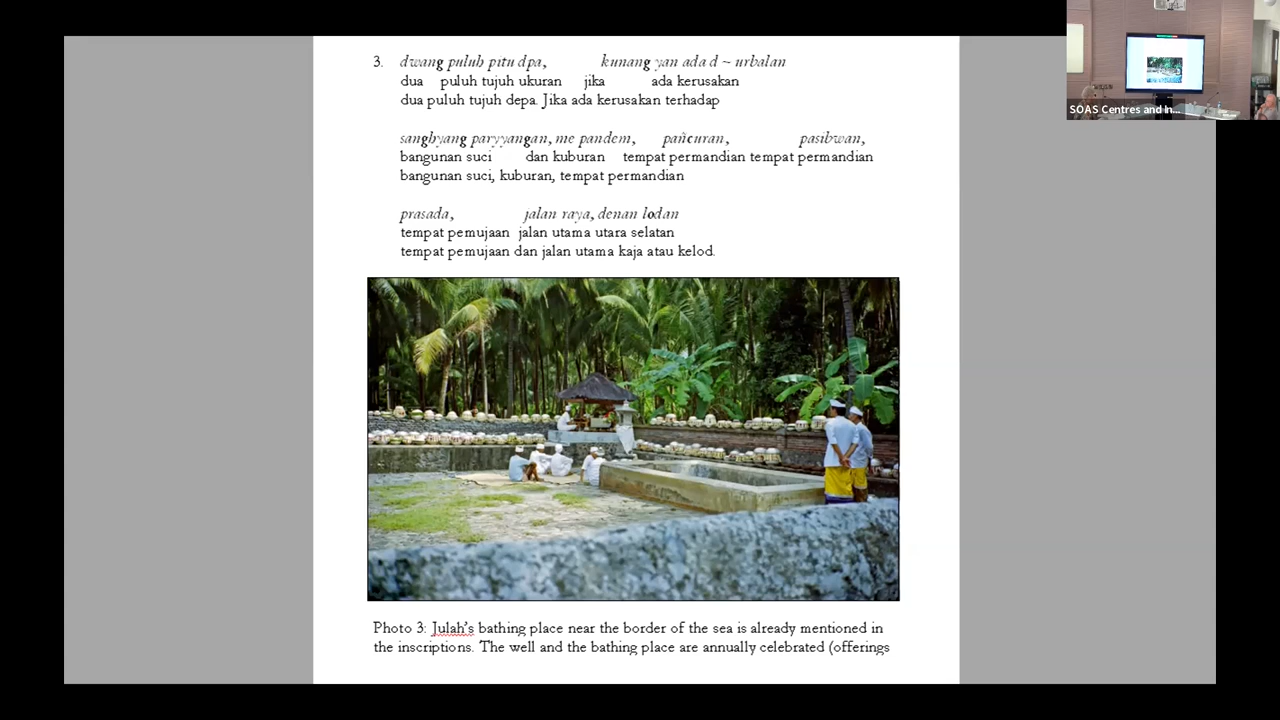 SOAS Centres and In...
3. dwang puluh pitu dpa, kunang yan ada d ~ urbalan
dua puluh tujuh ukuran jika ada kerusakan
dua puluh tujuh depa. Jika ada kerusakan terhadap
sanghyang paryyangan, me pandem, pañcuran, pasibwan,
bangunan suci dan kuburan tempat permandian tempat permandian
bangunan suci, kuburan, tempat permandian
prasada, jalan raya, denan lodan
tempat pemujaan jalan utama utara selatan
tempat pemujaan dan jalan utama kaja atau kelod.
Photo 3: Julah's bathing place near the border of the sea is already mentioned in
the inscriptions. The well and the bathing place are annually celebrated (offerings